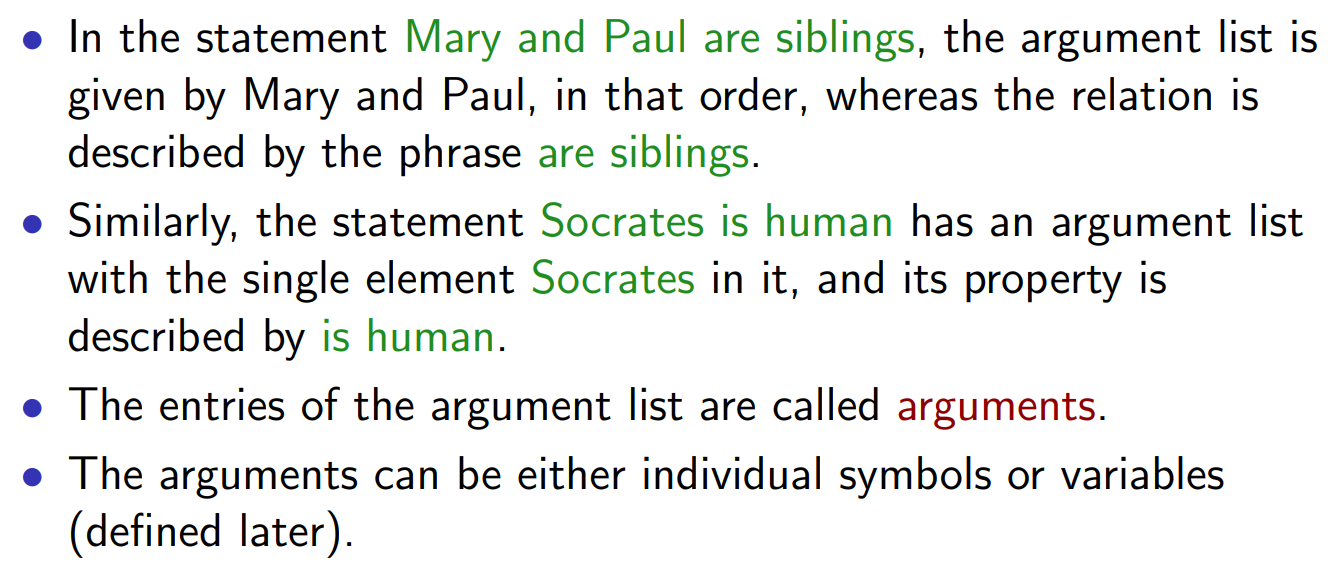 • In the statement Mary and Paul are siblings, the argument list is
given by Mary and Paul, in that order, whereas the relation is
described by the phrase are siblings.
• Similarly, the statement Socrates is human has an argument list
with the single element Socrates in it, and its property is
described by is human.
• The entries of the argument list are called arguments.
• The arguments can be either individual symbols or variables
(defined later).